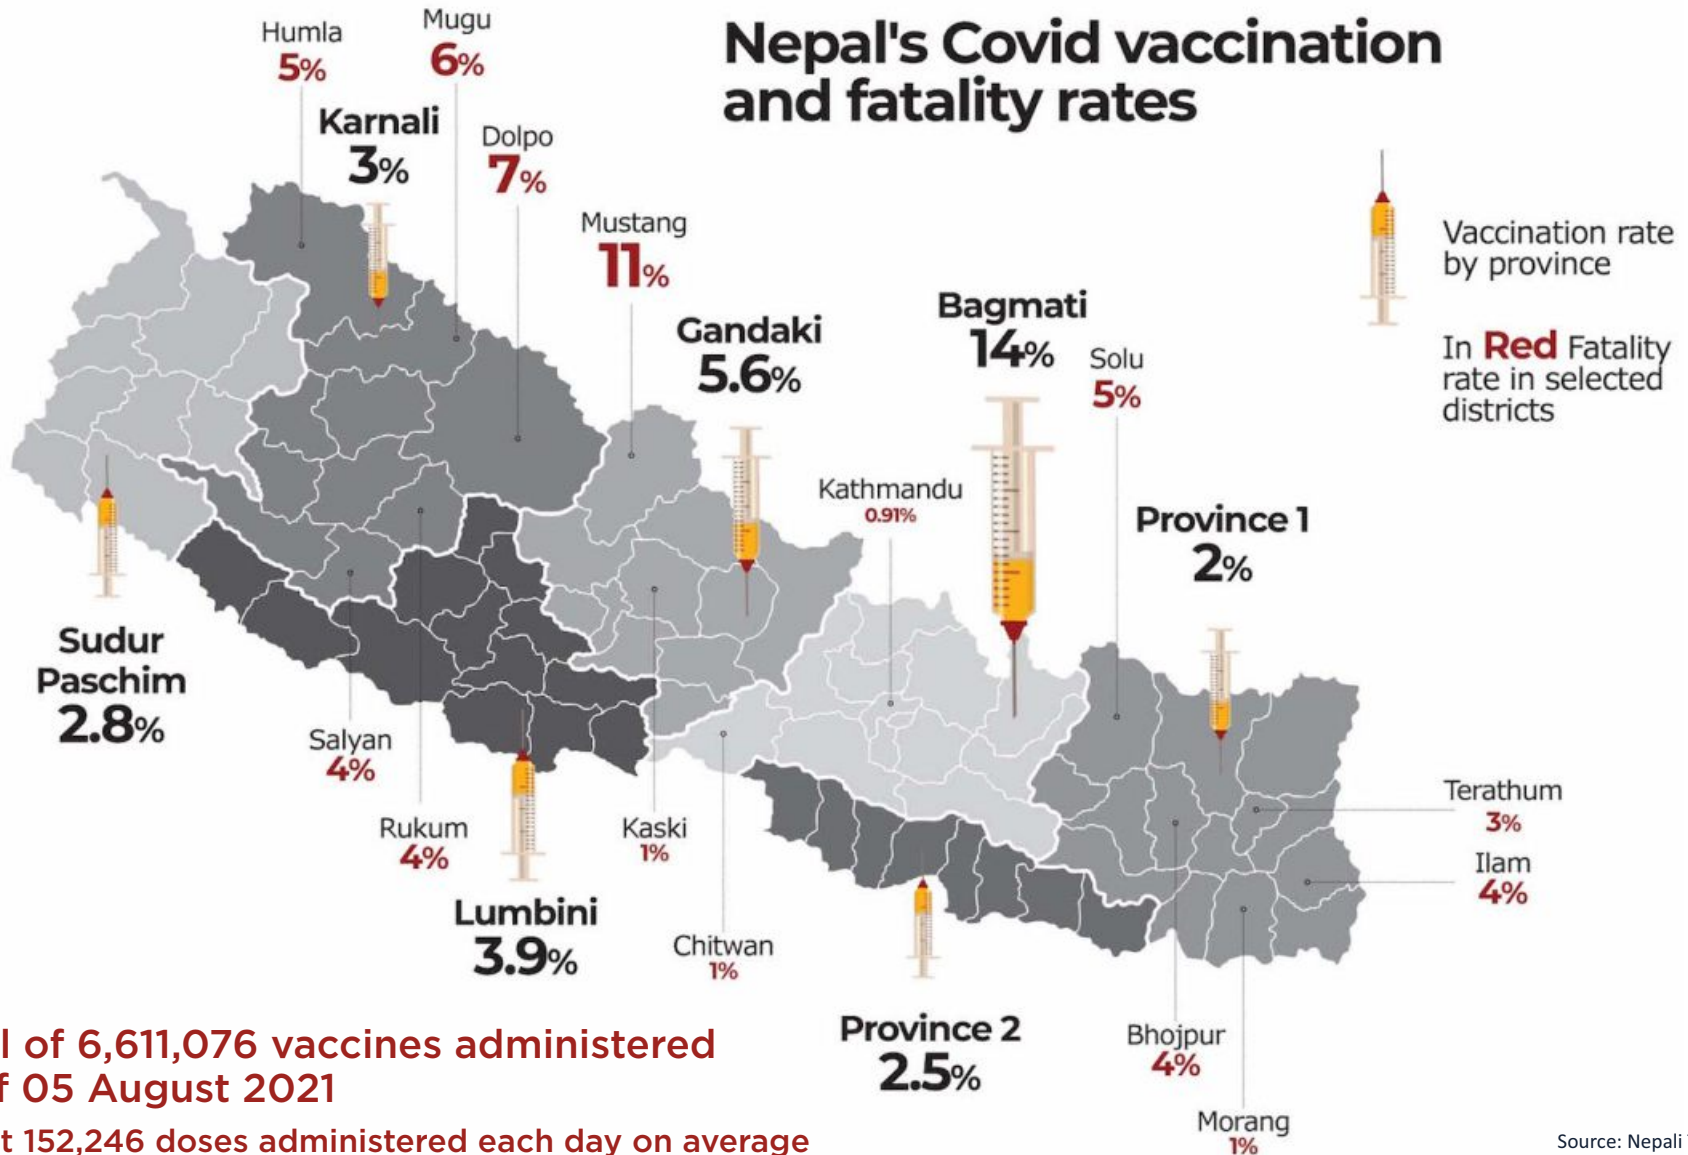 Nepal's Covid vaccination
and fatality rates
Humla
5%
Mugu
6%
Karnali
3%
Dolpo
7%
Mustang
11%
Gandaki
5.6%
Bagmati
14%
Solu
5%
Kathmandu
0.91%
Province 1
2%
Vaccination rate
by province
In Red Fatality
rate in selected
districts
Sudur
Paschim
2.8%
Salyan
4%
Rukum
4%
Lumbini
3.9%
Kaski
1%
Chitwan
1%
Province 2
2.5%
Bhojpur
4%
Morang
1%
Terathum
3%
Ilam
4%
l of 6,611,076 vaccines administered
f 05 August 2021
t 152,246 doses administered each day on average
Source: Nepali